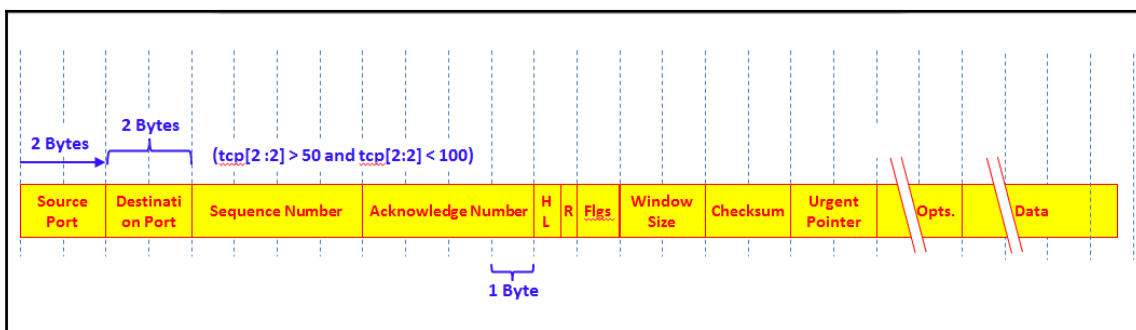 2 Bytes
2 Bytes
(tcp[2 :2] > 50 and tcp[2:2] < 100)
Source
Port
Destinati
on Port
Sequence Number
Acknowledge Number
H
L
R
Flgs
Window
Size
Checksum
Urgent
Pointer
Opts.
Data
1 Byte